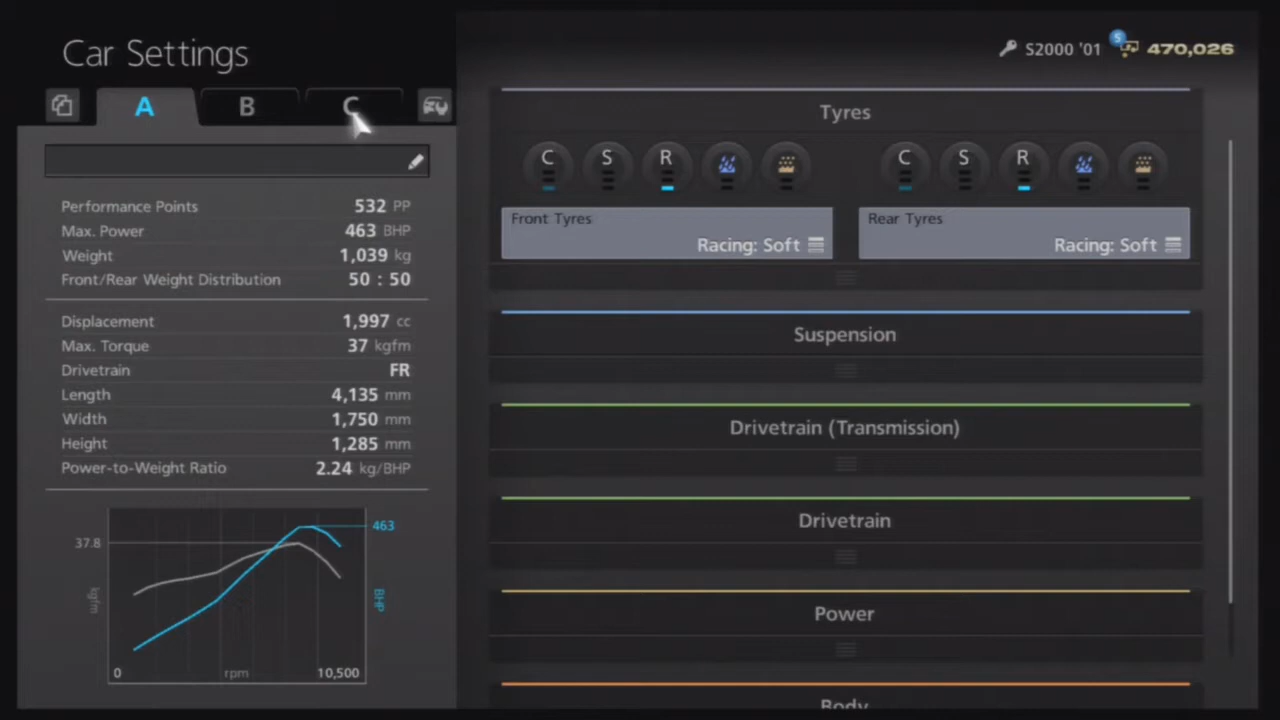 Car Settings
S2000 '01
5
470,026
A B C
Performance Points 532 PP
Max. Power 463 BHP
Weight 1,039 kg
Front/Rear Weight Distribution 50 : 50
Displacement 1,997 cc
Max. Torque 37 kgfm
Drivetrain FR
Length 4,135 mm
Width 1,750 mm
Height 1,285 mm
Power-to-Weight Ratio 2.24 kg/BHP
463
37.8
kgfm
BHP
0 rpm 10,500
Tyres
C S R C S R
Front Tyres Rear Tyres
Racing: Soft Racing: Soft
Suspension
Drivetrain (Transmission)
Drivetrain
Power
Body